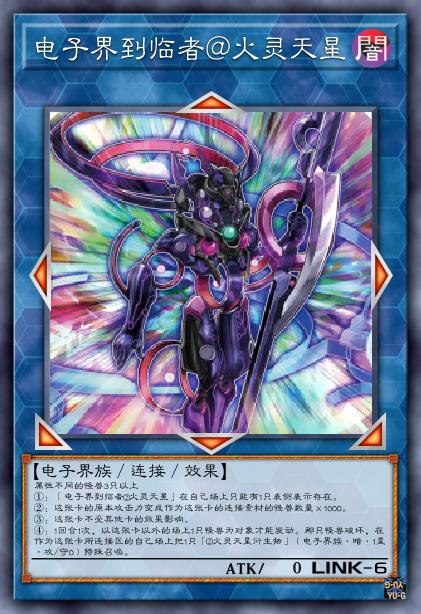 电子界到临者@火灵天星 闇
【电子界族／连接／效果】
属性不同的怪兽3只以上
①：「电子界到临者@火灵天星」在自己场上只能有1只表侧表示存在。
②：这张卡的原本攻击力变成作为这张卡的连接素材的怪兽数量×1000。
③：这张卡不受其他卡的效果影响。
④：1回合1次，以这张卡以外的场上1只怪兽为对象才能发动。那只怪兽破坏，在
作为这张卡所连接区的自己场上把1只「@火灵天星衍生物」（电子界族·暗·1星
·攻/守0）特殊召唤。
ATK/ 0 LINK-6